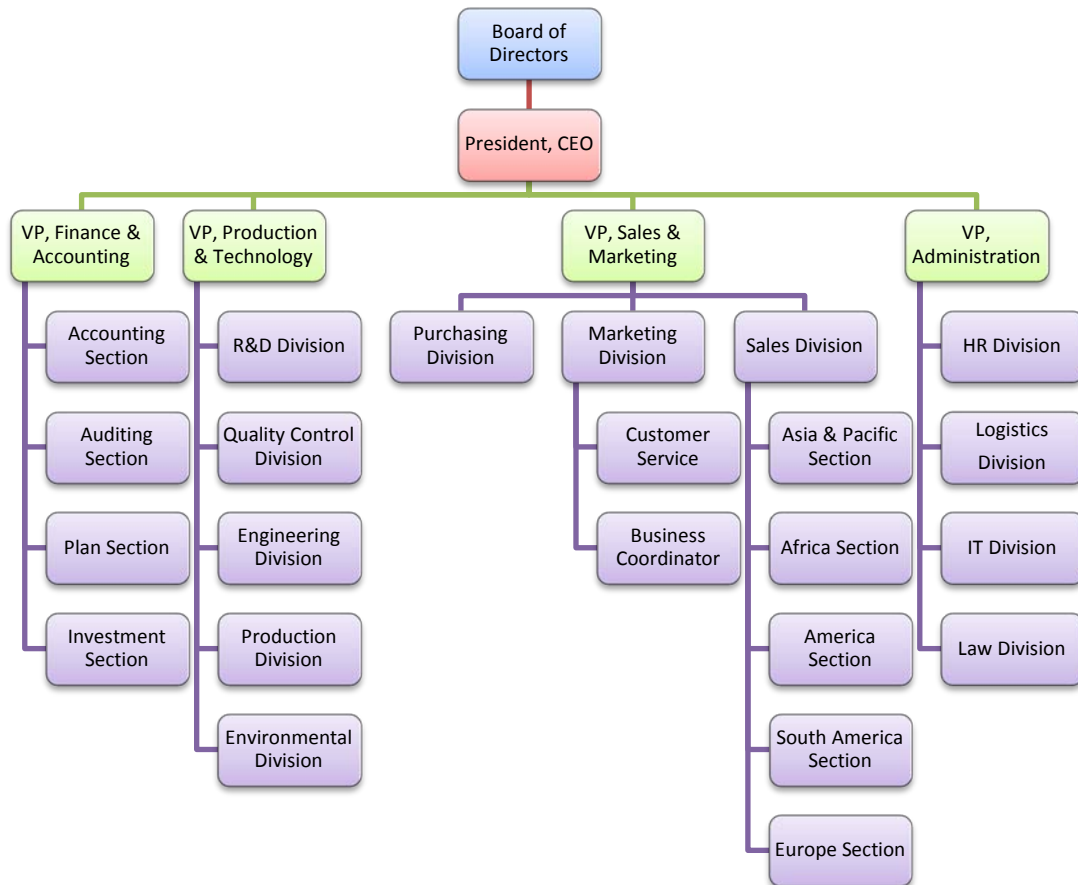 Board of
Directors
President, CEO
VP, Finance &
Accounting
VP, Production
& Technology
VP, Sales &
Marketing
VP,
Administration
Accounting
Section
R&D Division
Purchasing
Division
Marketing
Division
Sales Division
HR Division
Auditing
Section
Quality Control
Division
Customer
Service
Asia & Pacific
Section
Logistics
Division
Plan Section
Engineering
Division
Business
Coordinator
Africa Section
IT Division
Investment
Section
Production
Division
America
Section
Law Division
Environmental
Division
South America
Section
Europe Section